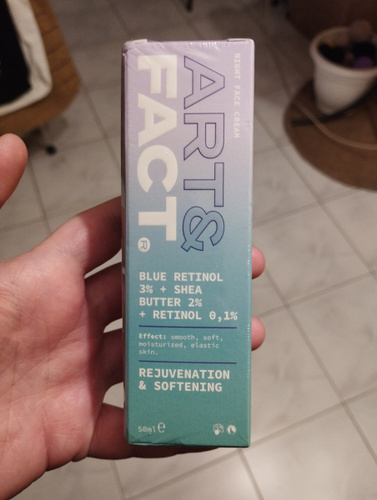 NIGHT FACE CREAM
ART&
FACT.®
BLUE RETINOL
3% + SHEA
BUTTER 2%
+ RETINOL 0,1%
Effect: smooth, soft,
moisturised, elastic
skin.
REJUVENATION
& SOFTENING
50ml ℮